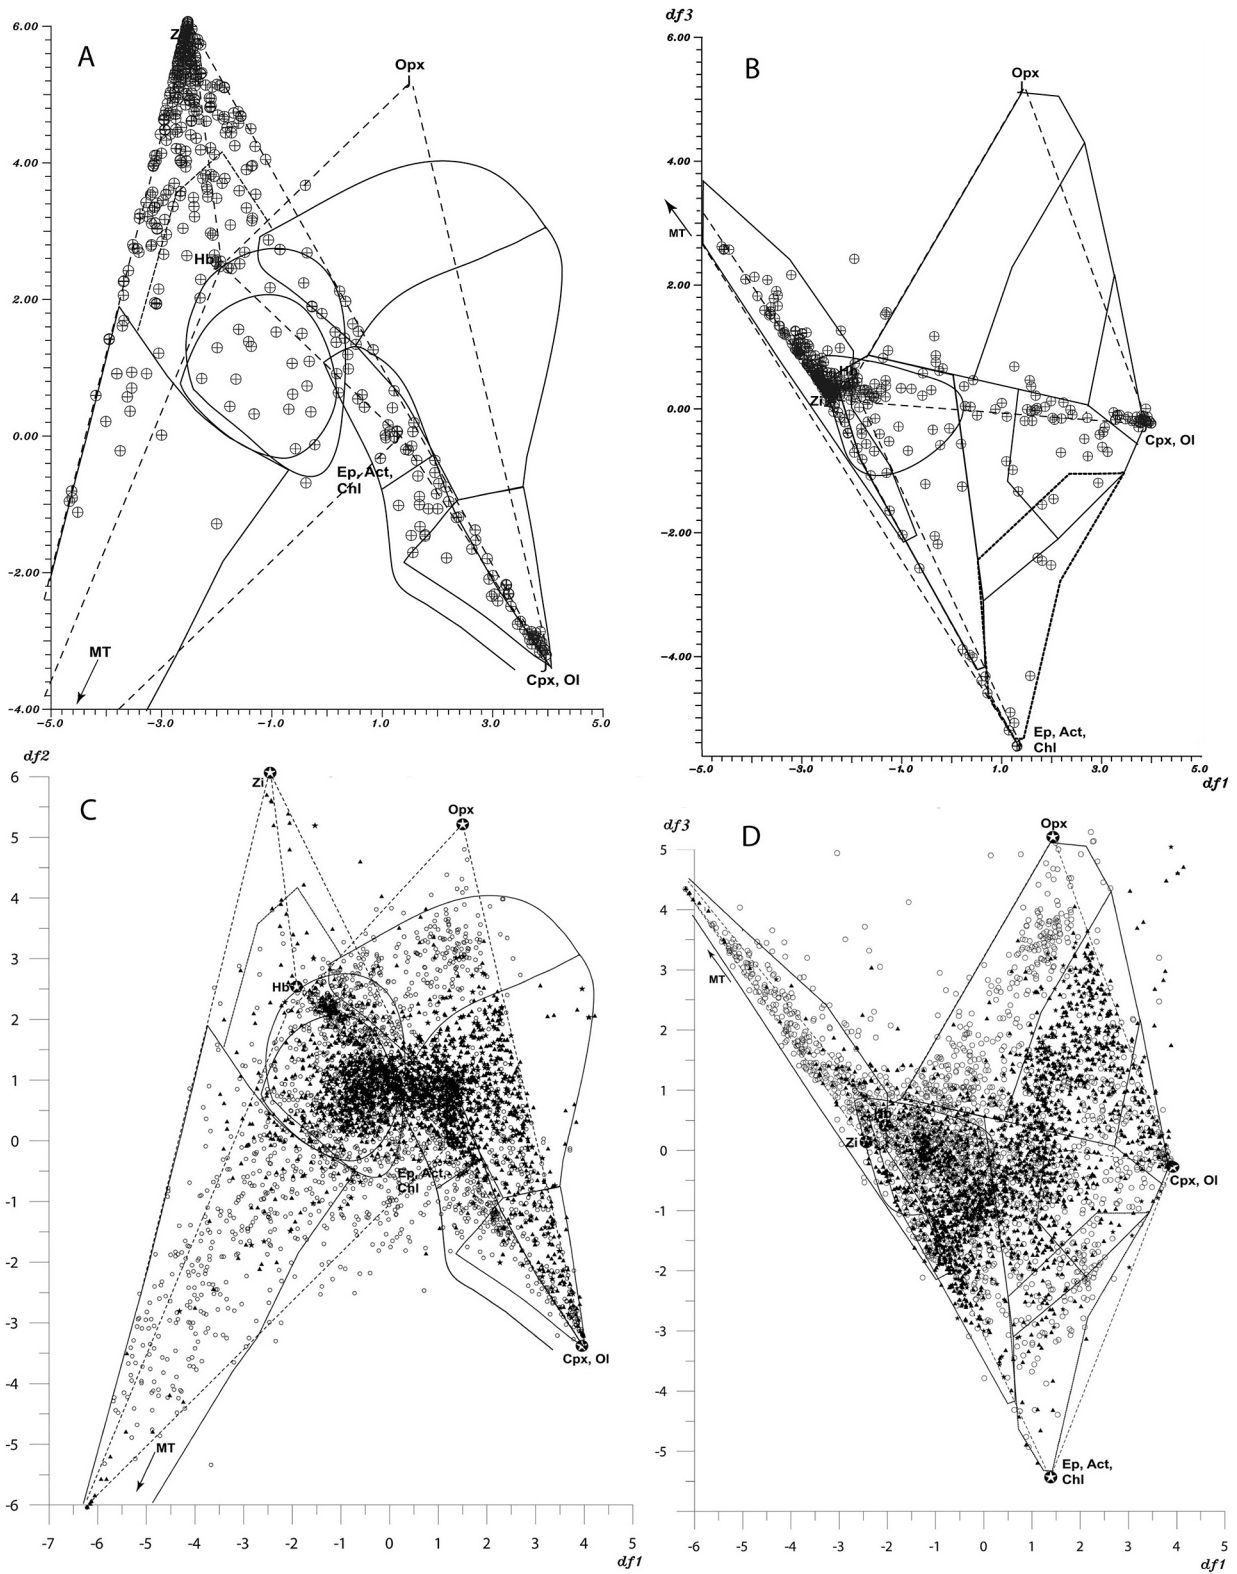 A
6.00
4.00
2.00
0.00
-2.00
-4.00
-5.0
-3.0
-1.0
1.0
3.0
5.0
Opx
Hb
Ep, Act,
Chl
MT
Cpx, Ol
df3
B
6.00
4.00
2.00
0.00
-2.00
-4.00
-5.0
-3.0
-1.0
1.0
3.0
5.0
df1
Opx
MT
Hb
Zi
Cpx, Ol
Ep, Act,
Chl
df2
C
6
5
4
3
2
1
0
-1
-2
-3
-4
-5
-6
-7
-6
-5
-4
-3
-2
-1
0
1
2
3
4
5
df1
Zi
Opx
Hb
Ep, Act,
Chl
Cpx, Ol
MT
df3
D
5
4
3
2
1
0
-1
-2
-3
-4
-5
-6
-5
-4
-3
-2
-1
0
1
2
3
4
5
df1
Opx
MT
Hb
Zi
Cpx, Ol
Ep, Act,
Chl